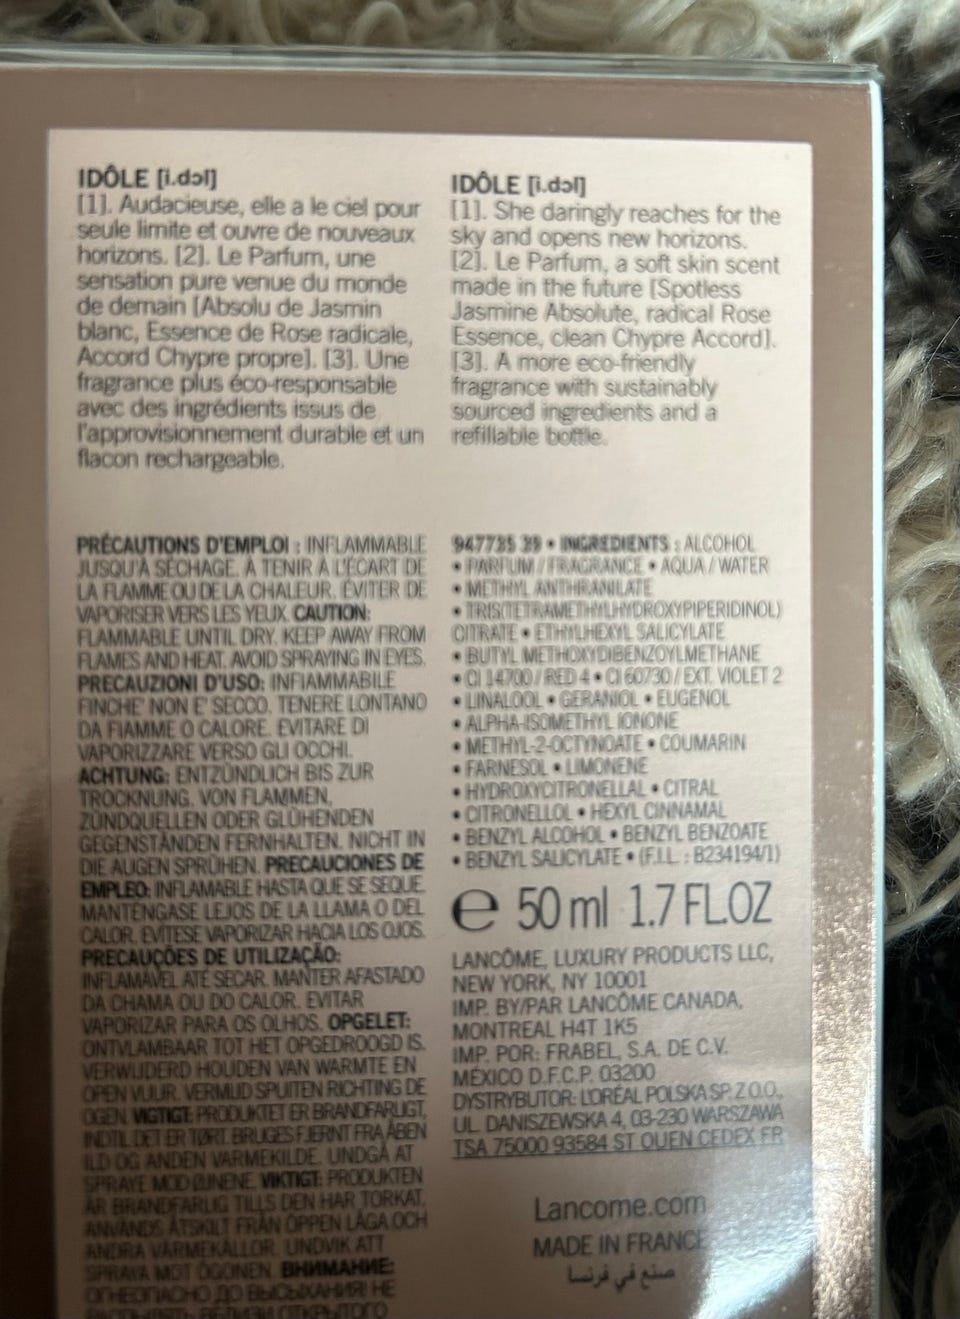 IDÔLE [i.dɔl]
[1]. Audacieuse, elle a le ciel pour
seule limite et ouvre de nouveaux
horizons. [2]. Le Parfum, une
sensation pure venue du monde
de demain [Absolu de Jasmin
blanc, Essence de Rose radicale,
Accord Chypre propre]. [3]. Une
fragrance plus éco-responsable
avec des ingrédients issus de
l'approvisionnement durable et un
flacon rechargeable.
IDÔLE [i.dɔl]
[1]. She daringly reaches for the
sky and opens new horizons.
[2]. Le Parfum, a soft skin scent
made in the future [Spotless
Jasmine Absolute, radical Rose
Essence, clean Chypre Accord].
[3]. A more eco-friendly
fragrance with sustainably
sourced ingredients and a
refillable bottle.
PRÉCAUTIONS D'EMPLOI : INFLAMMABLE
JUSQU'À SÉCHAGE. À TENIR À L'ÉCART DE
LA FLAMME OU DE LA CHALEUR. ÉVITER DE
VAPORISER VERS LES YEUX. CAUTION:
FLAMMABLE UNTIL DRY. KEEP AWAY FROM
FLAMES AND HEAT. AVOID SPRAYING IN EYES.
PRECAUZIONI D'USO: INFIAMMABILE
FINCHE' NON E' SECCO. TENERE LONTANO
DA FIAMME O CALORE. EVITARE DI
VAPORIZZARE VERSO GLI OCCHI.
ACHTUNG: ENTZÜNDLICH BIS ZUR
TROCKNUNG. VON FLAMMEN,
ZÜNDQUELLEN ODER GLÜHENDEN
GEGENSTÄNDEN FERNHALTEN. NICHT IN
DIE AUGEN SPRÜHEN. PRECAUCIONES DE
EMPLEO: INFLAMABLE HASTA QUE SE SEQUE.
MANTÉNGASE LEJOS DE LA LLAMA O DEL
CALOR. EVÍTESE VAPORIZAR HACIA LOS OJOS.
PRECAUÇÕES DE UTILIZAÇÃO:
INFLAMÁVEL ATÉ SECAR. MANTER AFASTADO
DA CHAMA OU DO CALOR. EVITAR
VAPORIZAR PARA OS OLHOS. OPGELET:
ONTVLAMBAAR TOT HET OPGEDROOGD IS.
VERWIJDERD HOUDEN VAN WARMTE EN
OPEN VUUR. VERMIJD SPUITEN RICHTING DE
OGEN. VIGTIGT: PRODUKTET ER BRANDFARLIGT,
INDTIL DET ER TØRT. BRUGES FJERNT FRA ÅBEN
ILD OG ANDEN VARMEKILDE. UNDGÅ AT
SPRAYE MOD ØJNENE. VIKTIGT: PRODUKTEN
ÄR BRANDFARLIG TILLS DEN HAR TORKAT.
ANVÄNDS ÅTSKILT FRÅN ÖPPEN LÅGA OCH
ANDRA VÄRMEKÄLLOR. UNDVIK ATT
SPRAYA MOT ÖGONEN. ВНИМАНИЕ:
ОГНЕОПАСНО ДО ВЫСЫХАНИЯ! НЕ
РАСПЫЛЯТЬ ВБЛИЗИ ОТКРЫТОГО
947735 39 • INGREDIENTS : ALCOHOL
• PARFUM / FRAGRANCE • AQUA / WATER
• METHYL ANTHRANILATE
• TRIS(TETRAMETHYLHYDROXYPIPERIDINOL)
CITRATE • ETHYLHEXYL SALICYLATE
• BUTYL METHOXYDIBENZOYLMETHANE
• CI 14700 / RED 4 • CI 60730 / EXT. VIOLET 2
• LINALOOL • GERANIOL • EUGENOL
• ALPHA-ISOMETHYL IONONE
• METHYL-2-OCTYNOATE • COUMARIN
• FARNESOL • LIMONENE
• HYDROXYCITRONELLAL • CITRAL
• CITRONELLOL • HEXYL CINNAMAL
• BENZYL ALCOHOL • BENZYL BENZOATE
• BENZYL SALICYLATE • (F.I.L. : B234194/1)
℮ 50 ml 1.7 FL.OZ
LANCÔME, LUXURY PRODUCTS LLC,
NEW YORK, NY 10001
IMP. BY/PAR LANCÔME CANADA,
MONTREAL H4T 1K5
IMP. POR: FRABEL, S.A. DE C.V.
MÉXICO D.F.C.P. 03200
DYSTRYBUTOR: L'ORÉAL POLSKA SP. Z O.O.,
UL. DANISZEWSKA 4, 03-230 WARSZAWA
TSA 75000 93584 ST OUEN CEDEX FR
Lancome.com
MADE IN FRANCE
صنع في فرنسا